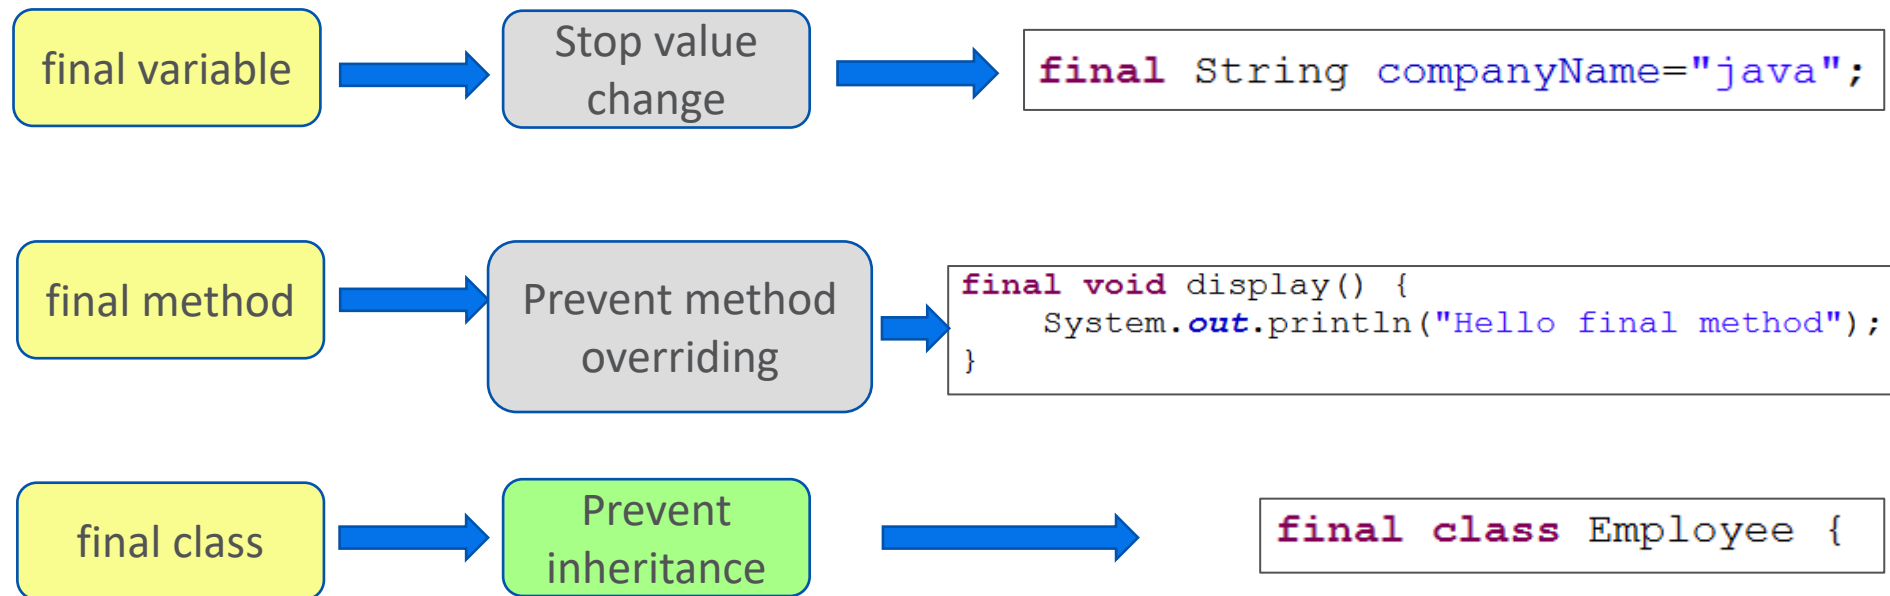 final variable
Stop value
change
final String companyName="java";
final method
Prevent method
overriding
final void display() {
System.out.println("Hello final method");
}
final class
Prevent
inheritance
final class Employee {